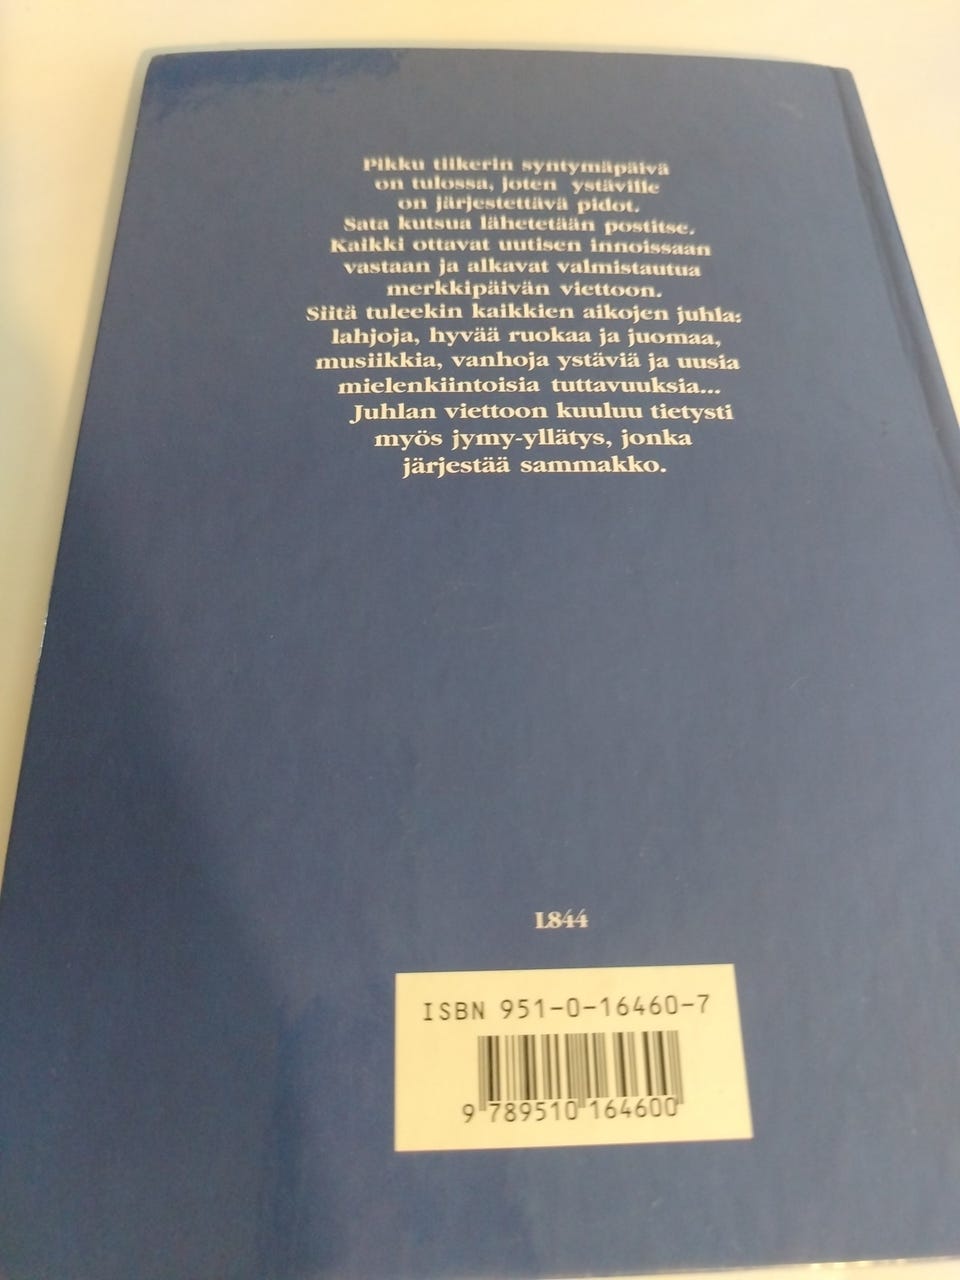 Pikku tiikerin syntymäpäivä
on tulossa, joten ystäville
on järjestettävä pidot.
Sata kutsua lähetetään postitse.
Kaikki ottavat uutisen innoissaan
vastaan ja alkavat valmistautua
merkkipäivän viettoon.
Siitä tuleekin kaikkien aikojen juhla:
lahjoja, hyvää ruokaa ja juomaa,
musiikkia, vanhoja ystäviä ja uusia
mielenkiintoisia tuttavuuksia...
Juhlan viettoon kuuluu tietysti
myös jymy-yllätys, jonka
järjestää sammakko.
L844
ISBN 951-0-16460-7
9 789510 164600